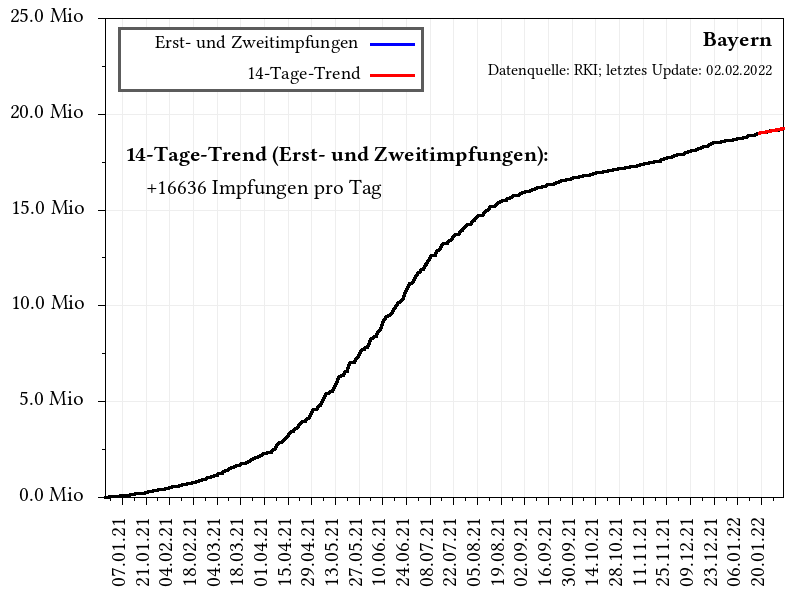 25.0 Mio
Erst- und Zweitimpfungen
14-Tage-Trend
Bayern
Datenquelle: RKI; letztes Update: 02.02.2022
20.0 Mio
14-Tage-Trend (Erst- und Zweitimpfungen):
+16636 Impfungen pro Tag
15.0 Mio
10.0 Mio
5.0 Mio
0.0 Mio
07.01.21
21.01.21
04.02.21
18.02.21
04.03.21
18.03.21
01.04.21
15.04.21
29.04.21
13.05.21
27.05.21
10.06.21
24.06.21
08.07.21
22.07.21
05.08.21
19.08.21
02.09.21
16.09.21
30.09.21
14.10.21
28.10.21
11.11.21
25.11.21
09.12.21
23.12.21
06.01.22
20.01.22